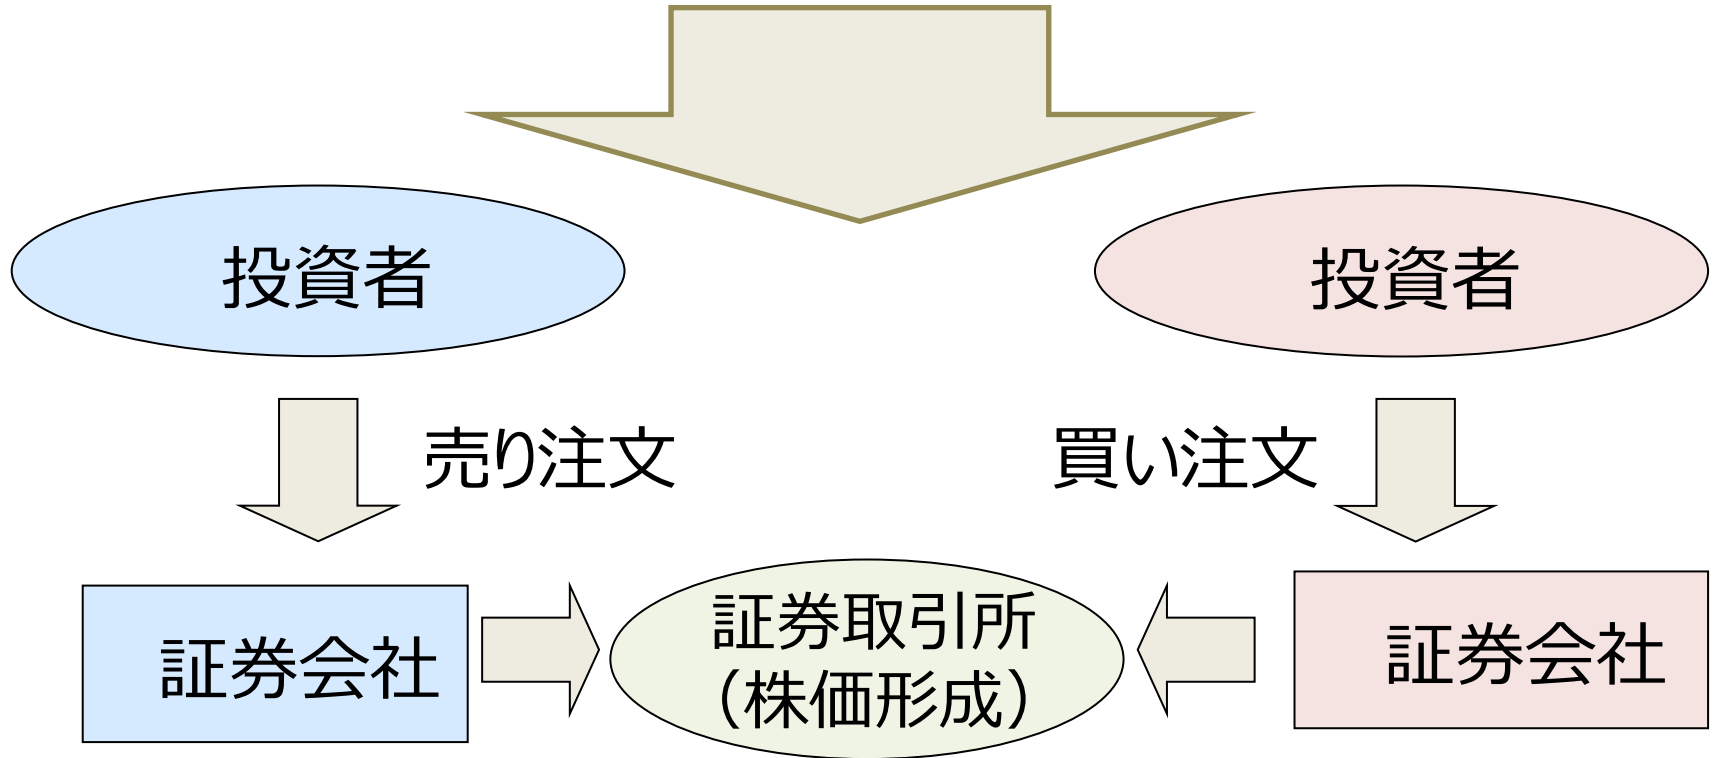 投資者
投資者
売り注文
買い注文
証券会社
証券取引所
（株価形成）
証券会社